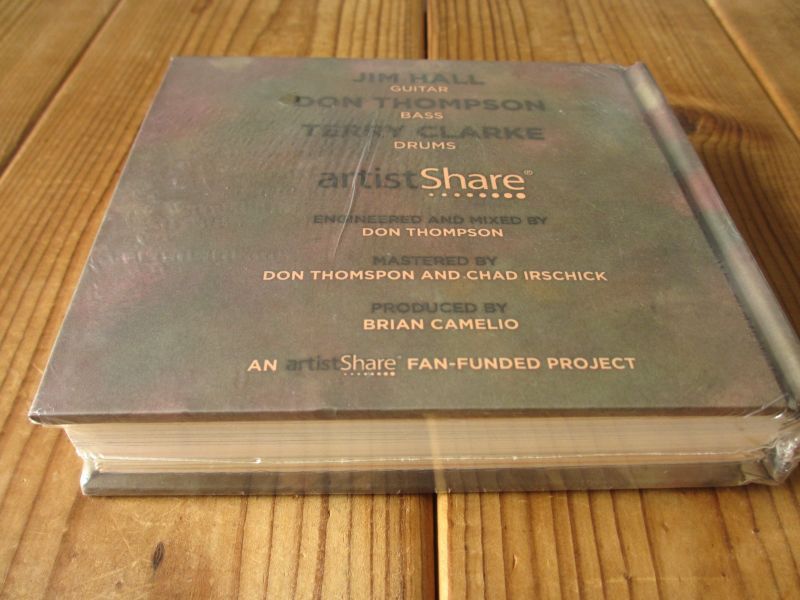 JIM HALL
GUITAR
DON THOMPSON
BASS
TERRY CLARKE
DRUMS
artistShare®
ENGINEERED AND MIXED BY
DON THOMPSON
MASTERED BY
DON THOMSPON AND CHAD IRSCHICK
PRODUCED BY
BRIAN CAMELIO
AN artistShare® FAN-FUNDED PROJECT